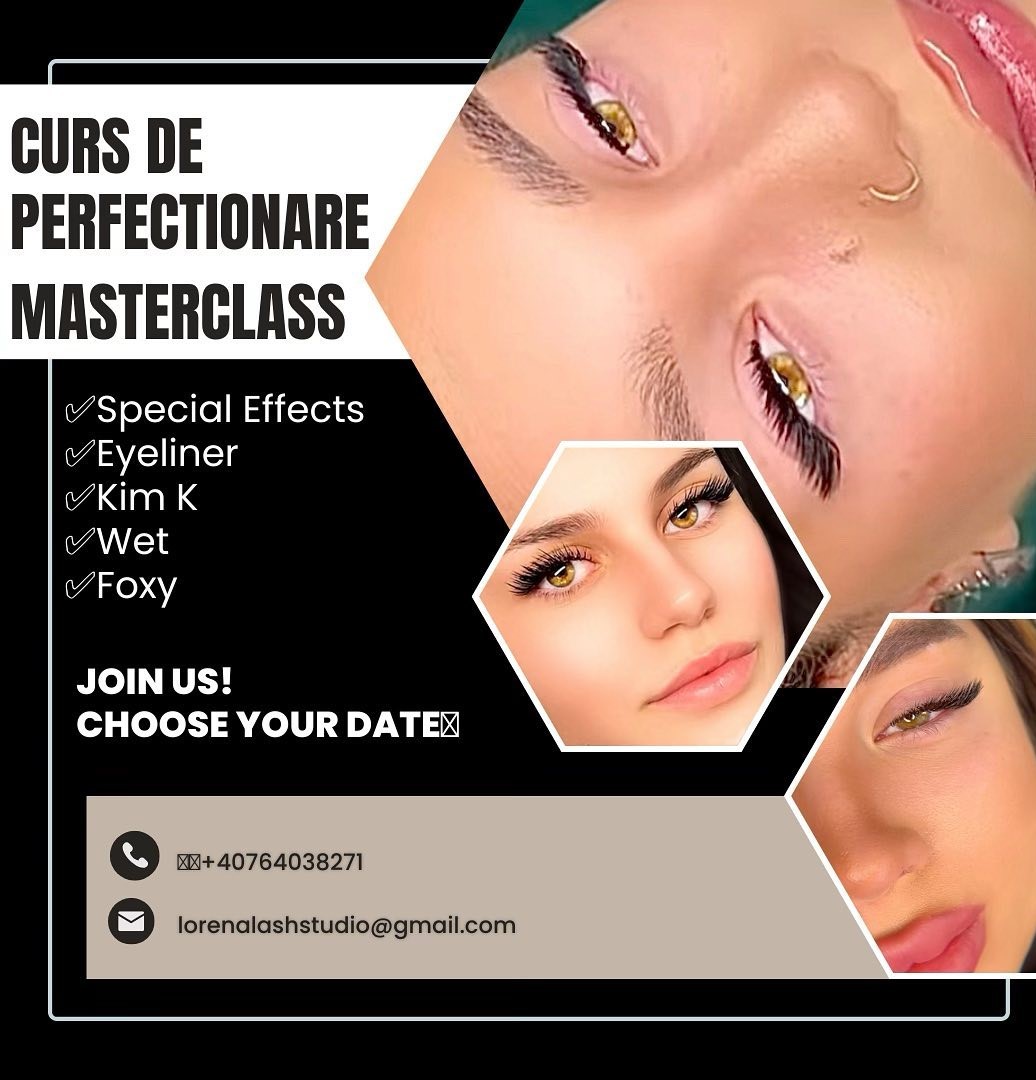 CURS DE
PERFECTIONARE
MASTERCLASS
✅Special Effects
✅Eyeliner
✅Kim K
✅Wet
✅Foxy
JOIN US!
CHOOSE YOUR DATE
+40764038271
lorenalashstudio@gmail.com